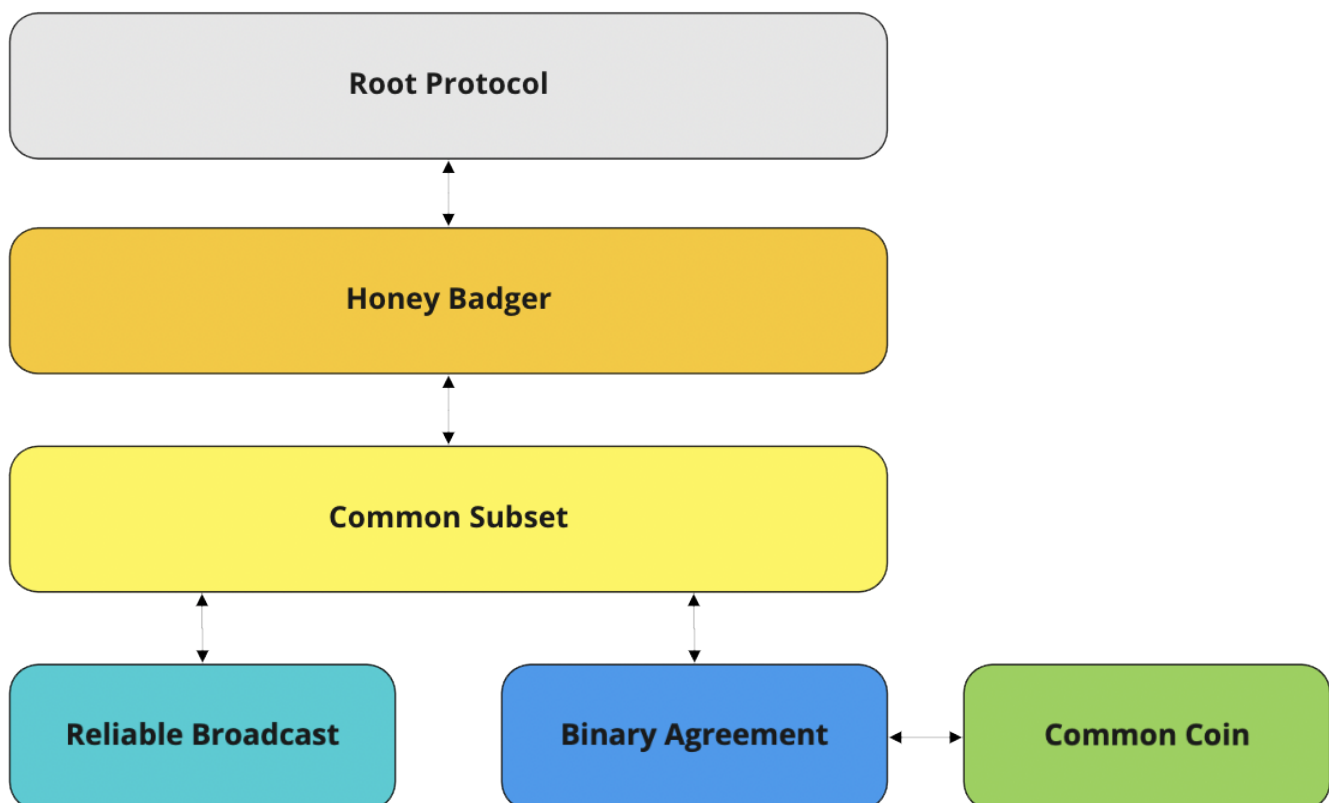 Root Protocol
Honey Badger
Common Subset
Reliable Broadcast
Binary Agreement
Common Coin